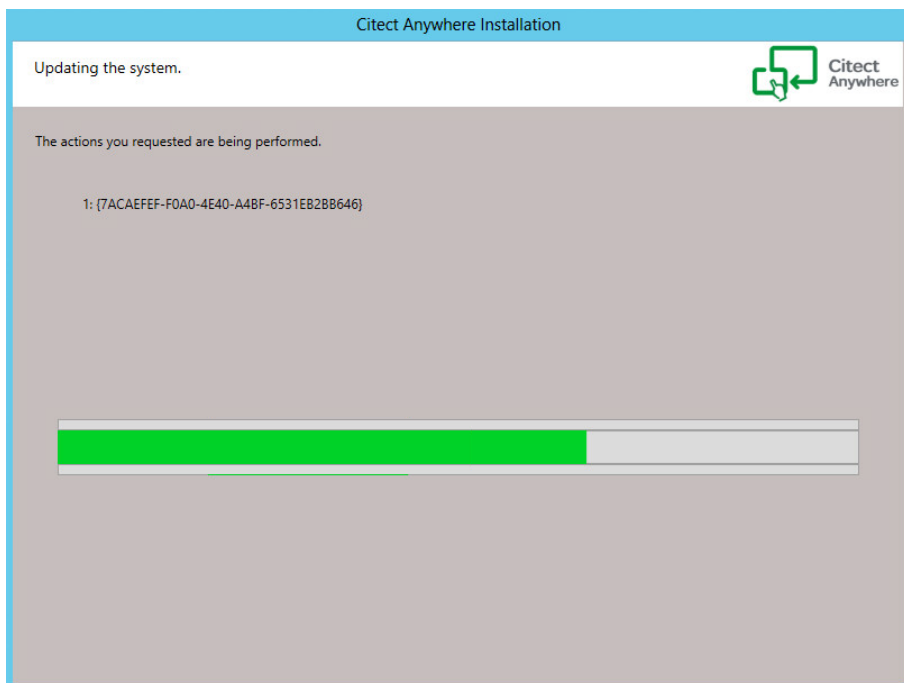 Citect Anywhere Installation
Updating the system.
Citect
Anywhere
The actions you requested are being performed.
1: {7ACAEFEF-F0A0-4E40-A4BF-6531EB2BB646}